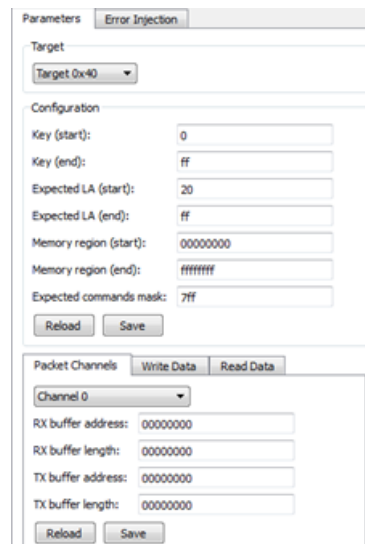 Parameters Error Injection
Target
Target 0x40
Configuration
Key (start): 0
Key (end): ff
Expected LA (start): 20
Expected LA (end): ff
Memory region (start): 00000000
Memory region (end): ffffffff
Expected commands mask: 7ff
Reload Save
Packet Channels Write Data Read Data
Channel 0
RX buffer address: 00000000
RX buffer length: 00000000
TX buffer address: 00000000
TX buffer length: 00000000
Reload Save